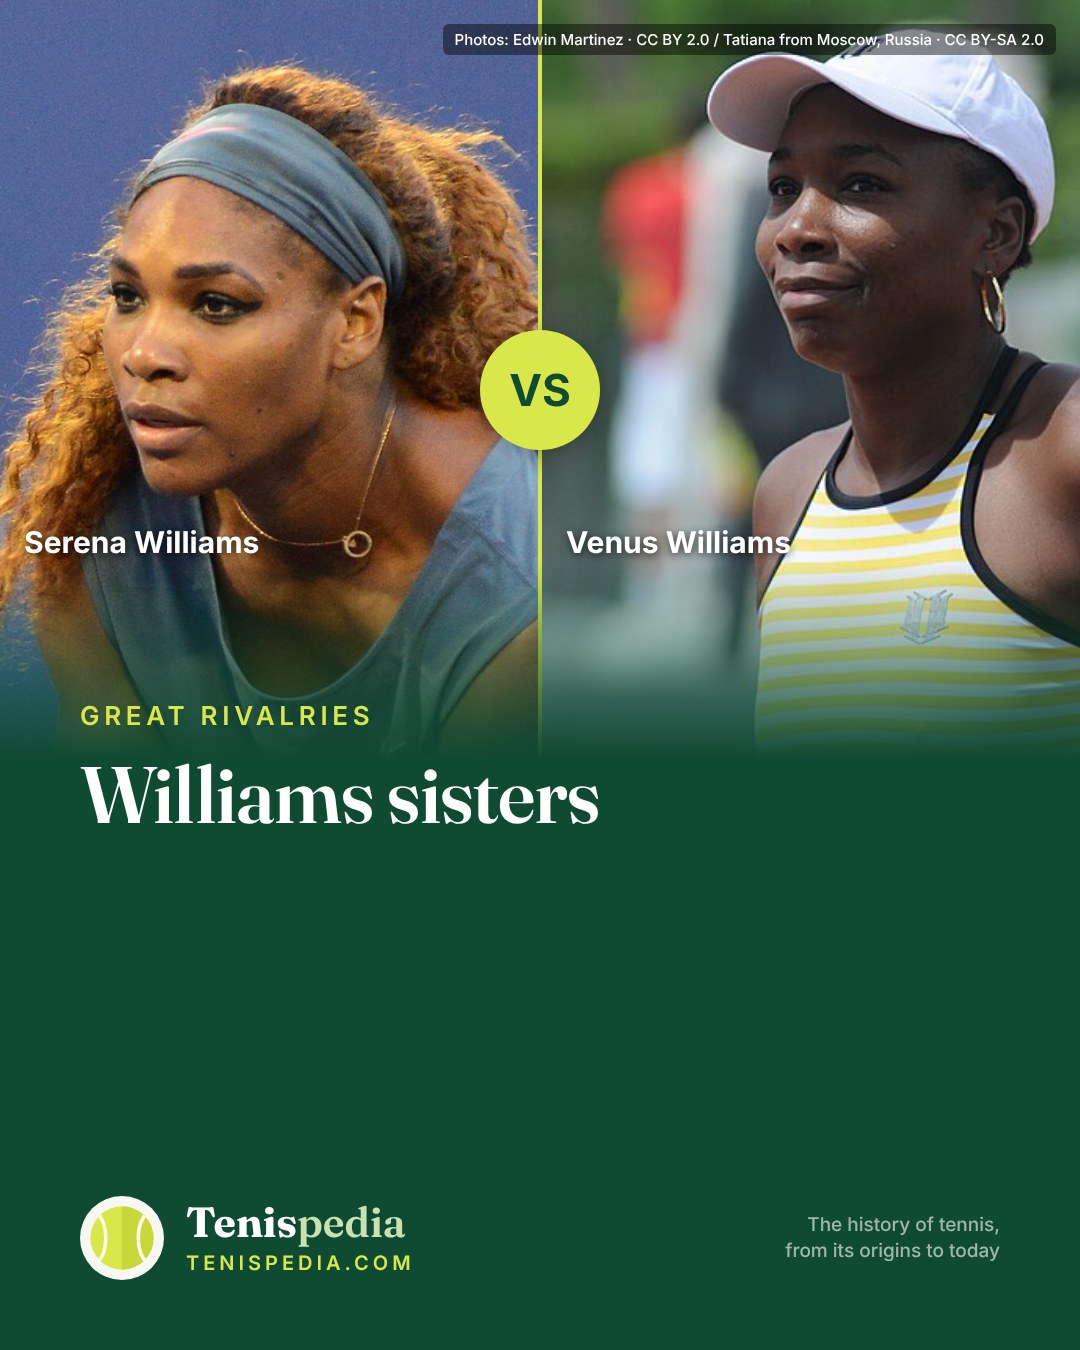 Photos: Edwin Martinez · CC BY 2.0 / Tatiana from Moscow, Russia · CC BY-SA 2.0
VS
Serena Williams
Venus Williams
GREAT RIVALRIES
Williams sisters
Tenispedia
TENISPEDIA.COM
The history of tennis,
from its origins to today